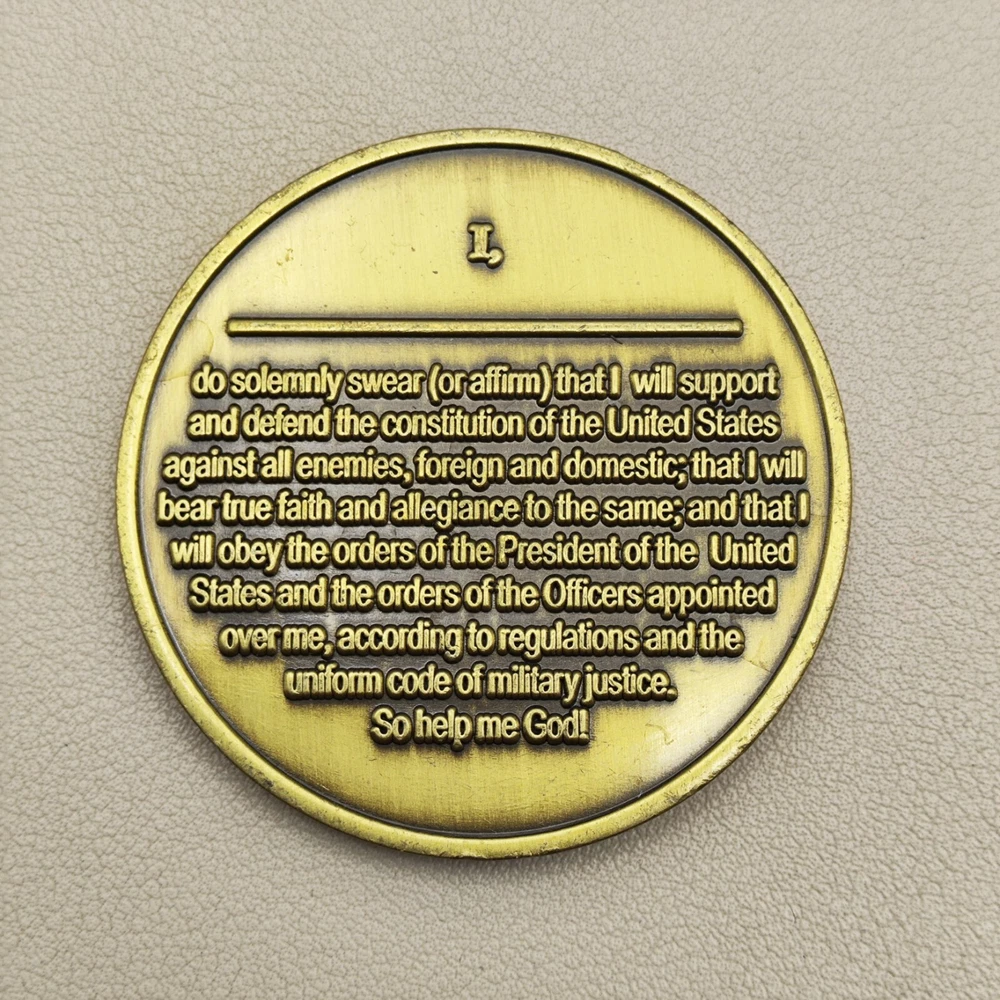 I,
do solemnly swear (or affirm) that I will support
and defend the constitution of the United States
against all enemies, foreign and domestic; that I will
bear true faith and allegiance to the same; and that I
will obey the orders of the President of the United
States and the orders of the Officers appointed
over me, according to regulations and the
uniform code of military justice.
So help me God!